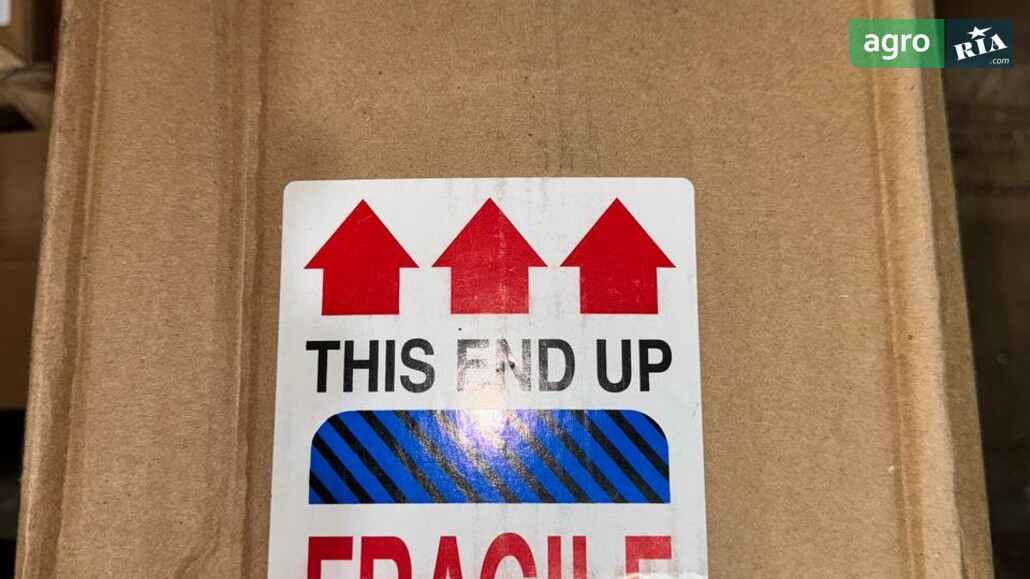 agro RIA .com
THIS END UP
FRAGILE